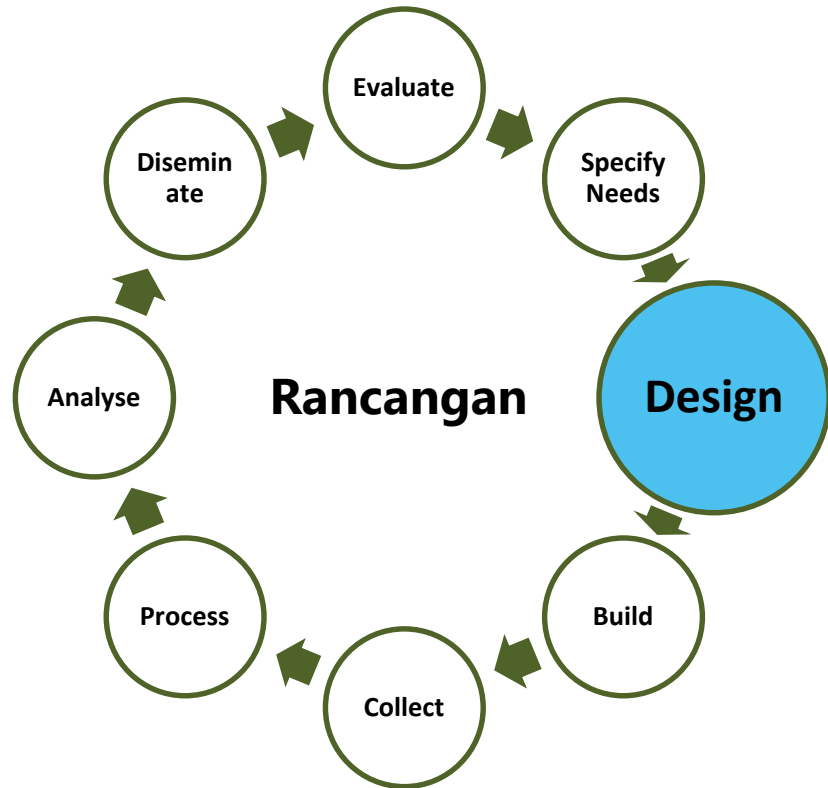 Evaluate
Specify
Needs
Design
Build
Collect
Process
Analyse
Disemin
ate
Rancangan